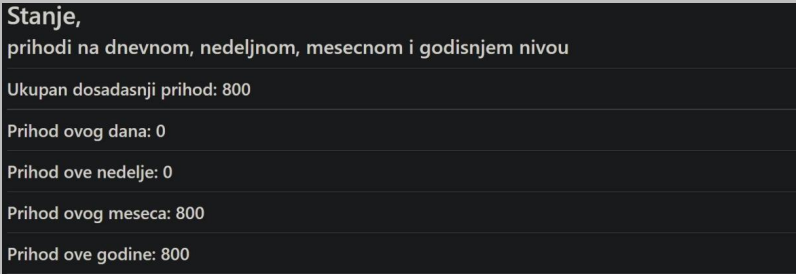 Stanje,
prihodi na dnevnom, nedeljnom, mesecnom i godisnjem nivou
Ukupan dosadasnji prihod: 800
Prihod ovog dana: 0
Prihod ove nedelje: 0
Prihod ovog meseca: 800
Prihod ove godine: 800